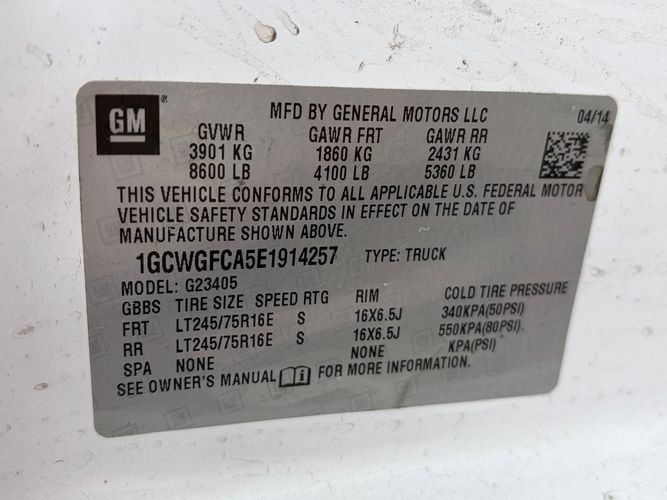 GM ®
MFD BY GENERAL MOTORS LLC 04/14
GVWR GAWR FRT GAWR RR
3901 KG 1860 KG 2431 KG
8600 LB 4100 LB 5360 LB
THIS VEHICLE CONFORMS TO ALL APPLICABLE U.S. FEDERAL MOTOR
VEHICLE SAFETY STANDARDS IN EFFECT ON THE DATE OF
MANUFACTURE SHOWN ABOVE.
1GCWGFCA5E1914257 TYPE: TRUCK
MODEL: G23405
GBBS TIRE SIZE SPEED RTG RIM COLD TIRE PRESSURE
FRT LT245/75R16E S 16X6.5J 340KPA(50PSI)
RR LT245/75R16E S 16X6.5J 550KPA(80PSI)
SPA NONE NONE KPA(PSI)
SEE OWNER'S MANUAL FOR MORE INFORMATION.